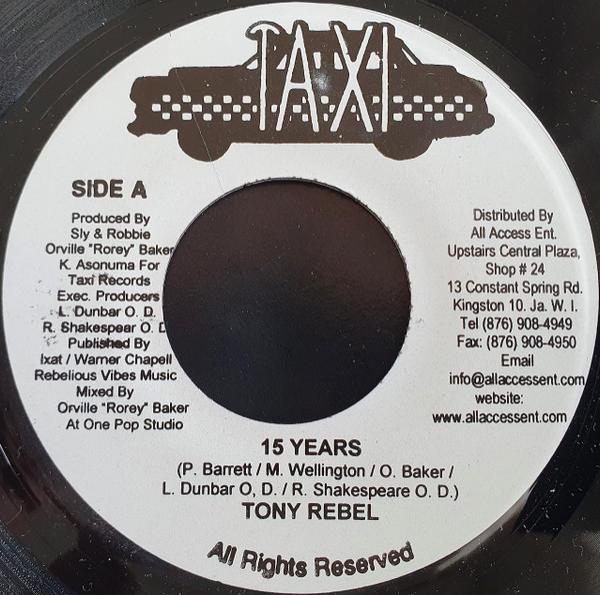 TAXI
SIDE A
Produced By
Sly & Robbie
Orville "Rorey" Baker
K. Asonuma For
Taxi Records
Exec. Producers
L. Dunbar O. D.
R. Shakespear O. D.
Published By
Ixat / Warner Chapell
Rebelious Vibes Music
Mixed By
Orville "Rorey" Baker
At One Pop Studio
Distributed By
All Access Ent.
Upstairs Central Plaza,
Shop # 24
13 Constant Spring Rd.
Kingston 10. Ja. W. I.
Tel (876) 908-4949
Fax: (876) 908-4950
Email
info@allaccessent.com
website:
www.allaccessent.com
15 YEARS
(P. Barrett / M. Wellington / O. Baker /
L. Dunbar O, D. / R. Shakespeare O. D.)
TONY REBEL
All Rights Reserved